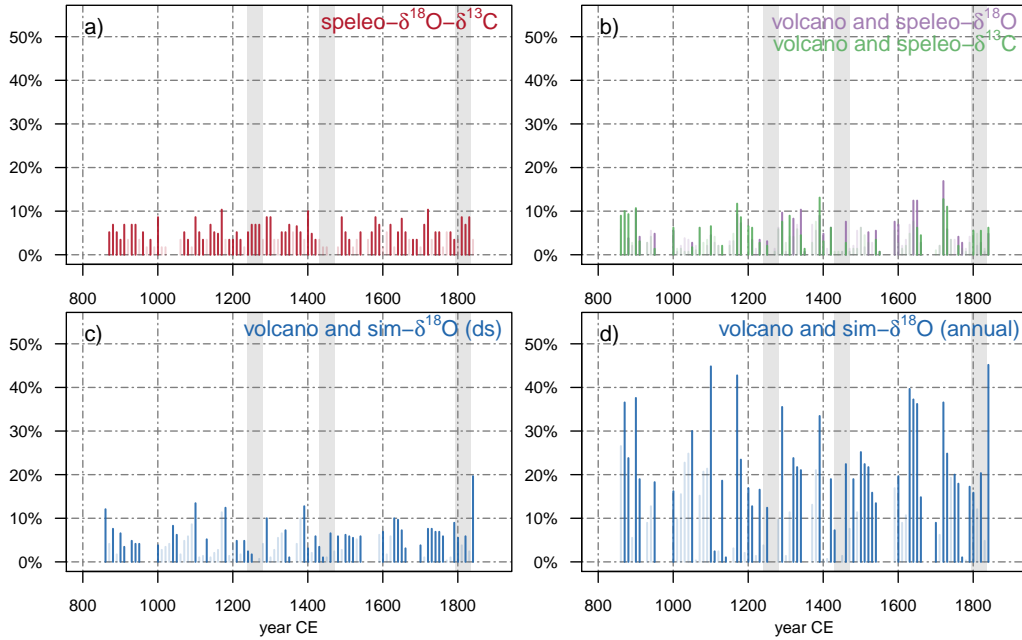 a) speleo−δ¹⁸O−δ¹³C
50%
40%
30%
20%
10%
0%
800 1000 1200 1400 1600 1800
b) volcano and speleo−δ¹⁸O
volcano and speleo−δ¹³C
50%
40%
30%
20%
10%
0%
800 1000 1200 1400 1600 1800
c) volcano and sim−δ¹⁸O (ds)
50%
40%
30%
20%
10%
0%
800 1000 1200 1400 1600 1800
year CE
d) volcano and sim−δ¹⁸O (annual)
50%
40%
30%
20%
10%
0%
800 1000 1200 1400 1600 1800
year CE